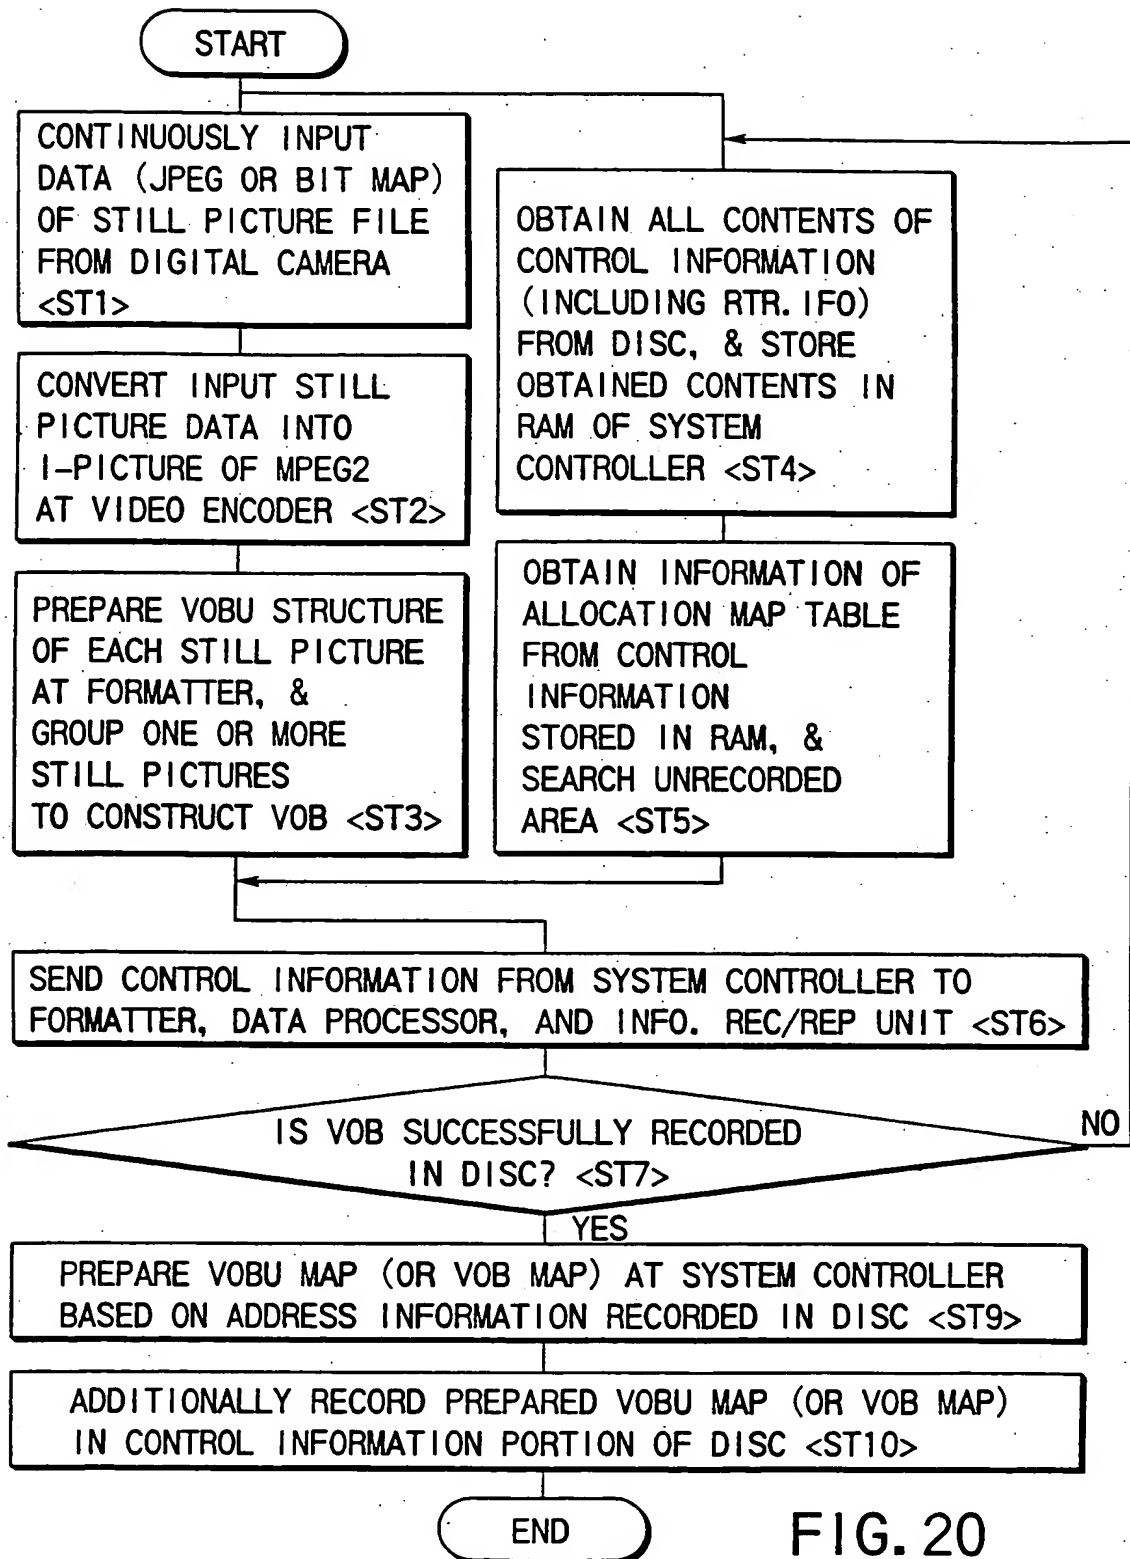 START
CONTINUOUSLY INPUT
DATA (JPEG OR BIT MAP)
OF STILL PICTURE FILE
FROM DIGITAL CAMERA
<ST1>
CONVERT INPUT STILL
PICTURE DATA INTO
I-PICTURE OF MPEG2
AT VIDEO ENCODER <ST2>
PREPARE VOBU STRUCTURE
OF EACH STILL PICTURE
AT FORMATTER, &
GROUP ONE OR MORE
STILL PICTURES
TO CONSTRUCT VOB <ST3>
OBTAIN ALL CONTENTS OF
CONTROL INFORMATION
(INCLUDING RTR. IFO)
FROM DISC, & STORE
OBTAINED CONTENTS IN
RAM OF SYSTEM
CONTROLLER <ST4>
OBTAIN INFORMATION OF
ALLOCATION MAP TABLE
FROM CONTROL
INFORMATION
STORED IN RAM, &
SEARCH UNRECORDED
AREA <ST5>
SEND CONTROL INFORMATION FROM SYSTEM CONTROLLER TO
FORMATTER, DATA PROCESSOR, AND INFO. REC/REP UNIT <ST6>
IS VOB SUCCESSFULLY RECORDED
IN DISC? <ST7>
NO
YES
PREPARE VOBU MAP (OR VOB MAP) AT SYSTEM CONTROLLER
BASED ON ADDRESS INFORMATION RECORDED IN DISC <ST9>
ADDITIONALLY RECORD PREPARED VOBU MAP (OR VOB MAP)
IN CONTROL INFORMATION PORTION OF DISC <ST10>
END
FIG. 20